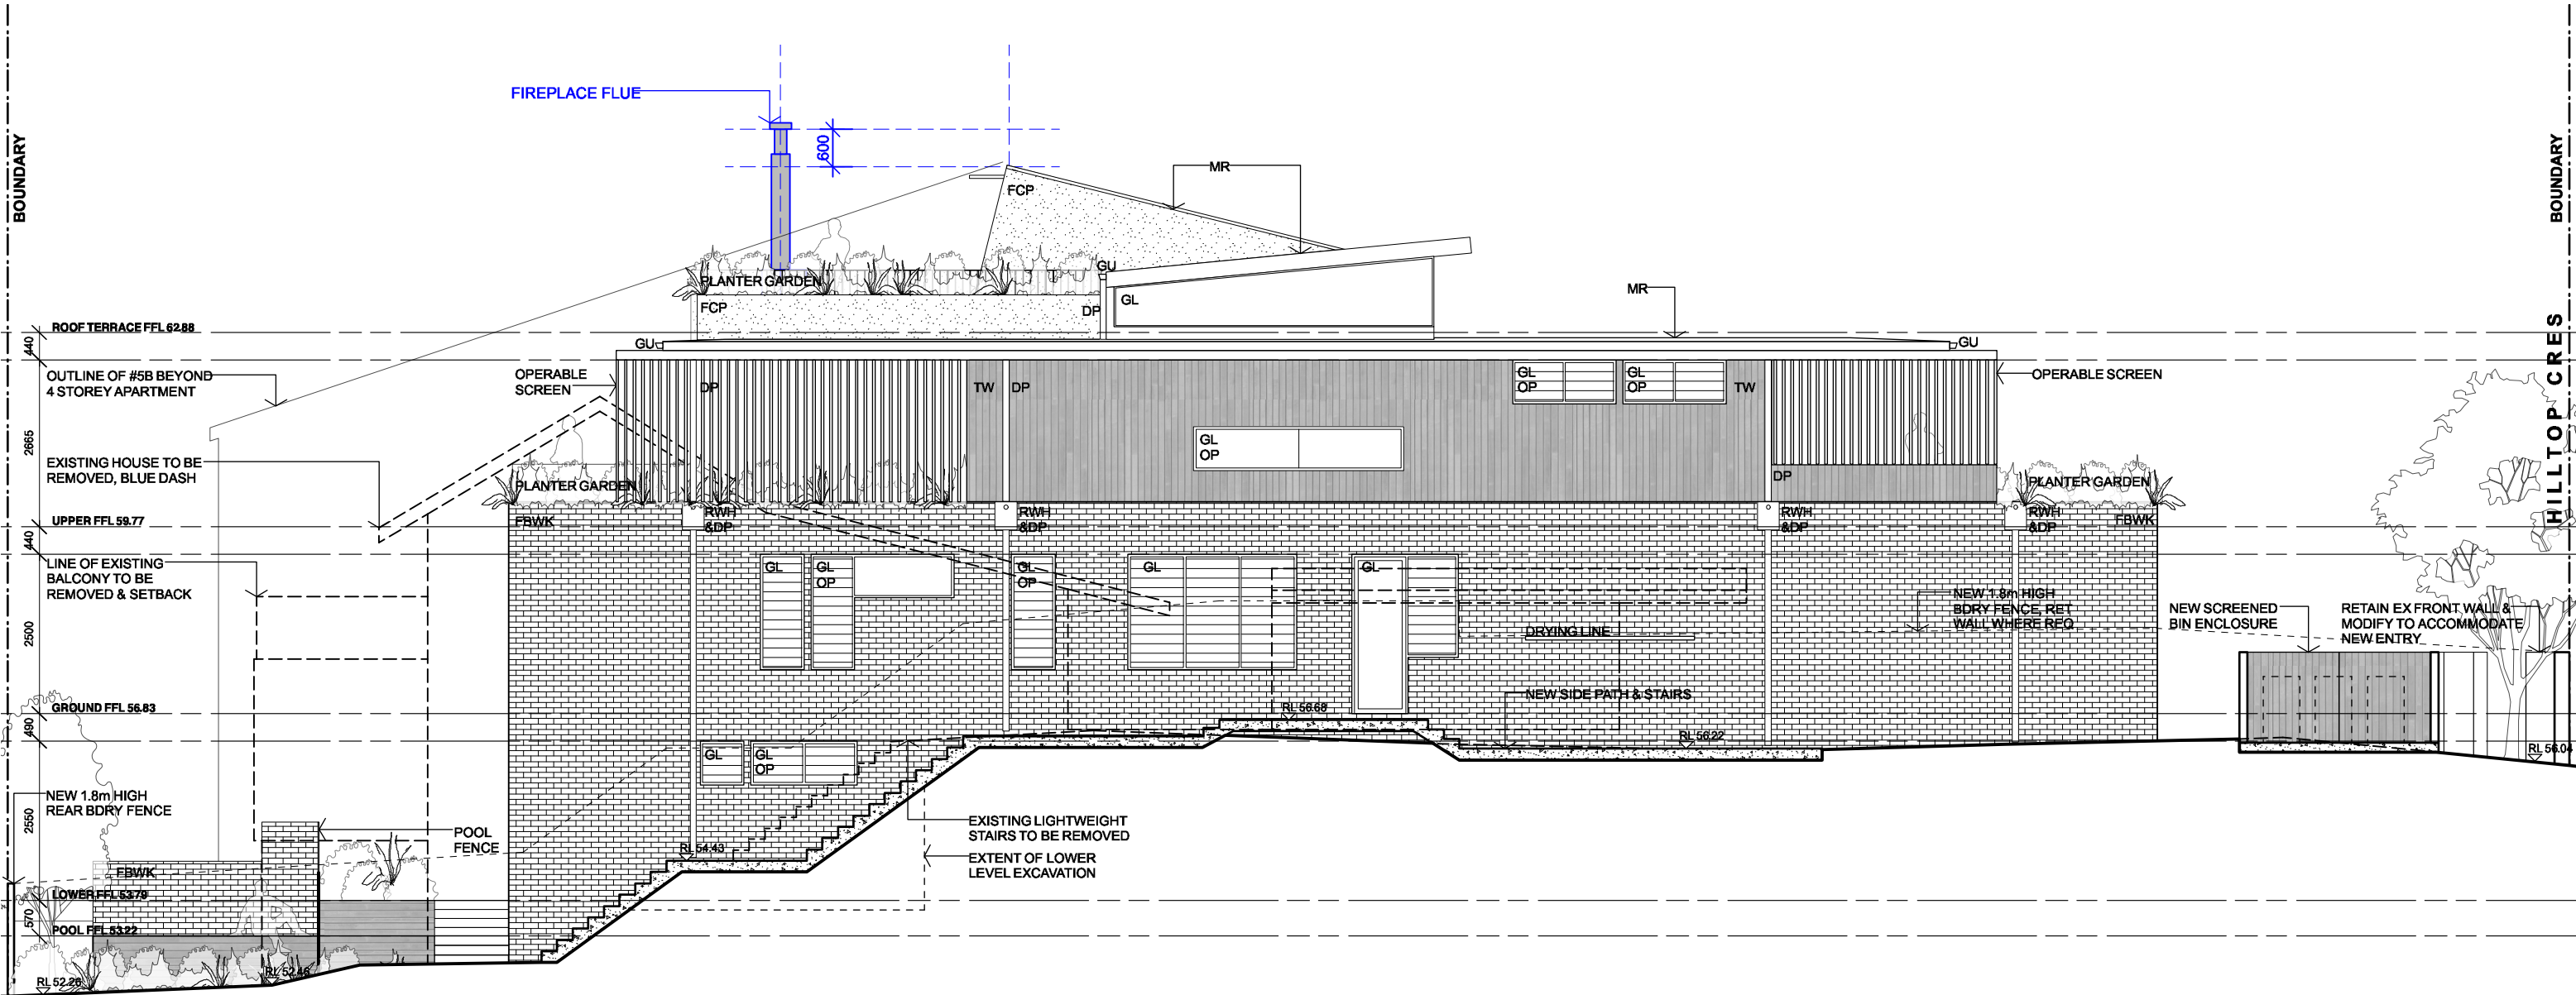 FIREPLACE FLUE
600
BOUNDARY
BOUNDARY
MR
FCP
GU
PLANTER GARDEN
FCP
DP
GL
MR
ROOF TERRACE FFL 62.88
440
GU
GU
OUTLINE OF #5B BEYOND
4 STOREY APARTMENT
OPERABLE
SCREEN
DP
TW
DP
GL
OP
GL
OP
TW
OPERABLE SCREEN
HILLTOP CRES
2665
GL
OP
EXISTING HOUSE TO BE
REMOVED, BLUE DASH
PLANTER GARDEN
DP
PLANTER GARDEN
UPPER FFL 59.77
FBWK
RWH
&DP
RWH
&DP
RWH
&DP
RWH
&DP
FBWK
440
LINE OF EXISTING
BALCONY TO BE
REMOVED & SETBACK
GL
GL
OP
GL
OP
GL
GL
NEW 1.8m HIGH
BDRY FENCE, RET
WALL WHERE REQ
NEW SCREENED
BIN ENCLOSURE
RETAIN EX FRONT WALL &
MODIFY TO ACCOMMODATE
NEW ENTRY
2500
DRYING LINE
NEW SIDE PATH & STAIRS
GROUND FFL 56.83
RL 56.68
490
RL 56.22
RL 56.04
GL
GL
OP
NEW 1.8m HIGH
REAR BDRY FENCE
2550
POOL
FENCE
EXISTING LIGHTWEIGHT
STAIRS TO BE REMOVED
RL 54.43
EXTENT OF LOWER
LEVEL EXCAVATION
FBWK
LOWER FFL 53.79
570
POOL FFL 53.22
RL 52.46
RL 52.26